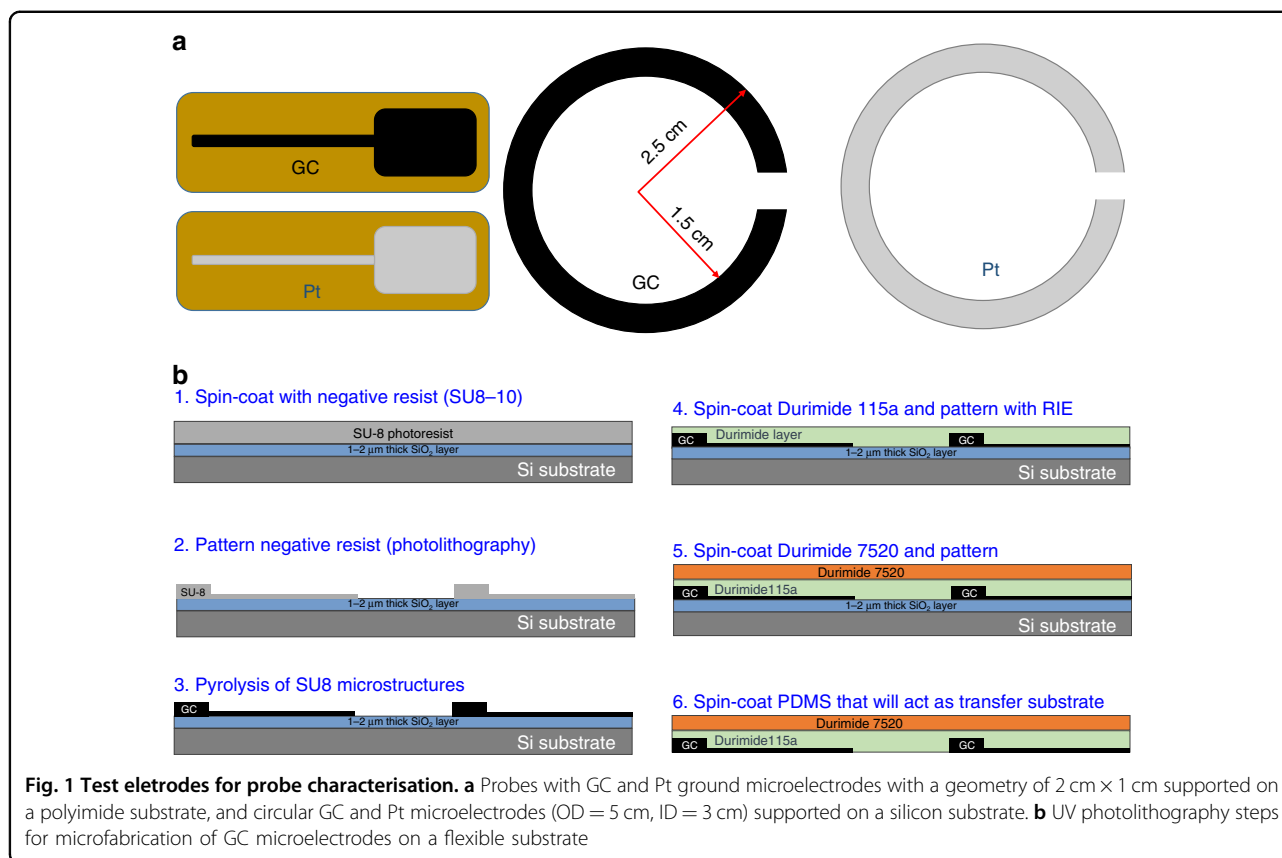 a
GC
Pt
2.5 cm
1.5 cm
GC
Pt
b
1. Spin-coat with negative resist (SU8–10)
SU-8 photoresist
1–2 μm thick SiO₂ layer
Si substrate
2. Pattern negative resist (photolithography)
SU-8
1–2 μm thick SiO₂ layer
Si substrate
3. Pyrolysis of SU8 microstructures
GC
1–2 μm thick SiO₂ layer
Si substrate
4. Spin-coat Durimide 115a and pattern with RIE
GC Durimide layer GC
1–2 μm thick SiO₂ layer
Si substrate
5. Spin-coat Durimide 7520 and pattern
Durimide 7520
GC Durimide115a GC
1–2 μm thick SiO₂ layer
Si substrate
6. Spin-coat PDMS that will act as transfer substrate
Durimide 7520
GC Durimide115a GC
Fig. 1 Test eletrodes for probe characterisation. a Probes with GC and Pt ground microelectrodes with a geometry of 2 cm × 1 cm supported on
a polyimide substrate, and circular GC and Pt microelectrodes (OD = 5 cm, ID = 3 cm) supported on a silicon substrate. b UV photolithography steps
for microfabrication of GC microelectrodes on a flexible substrate